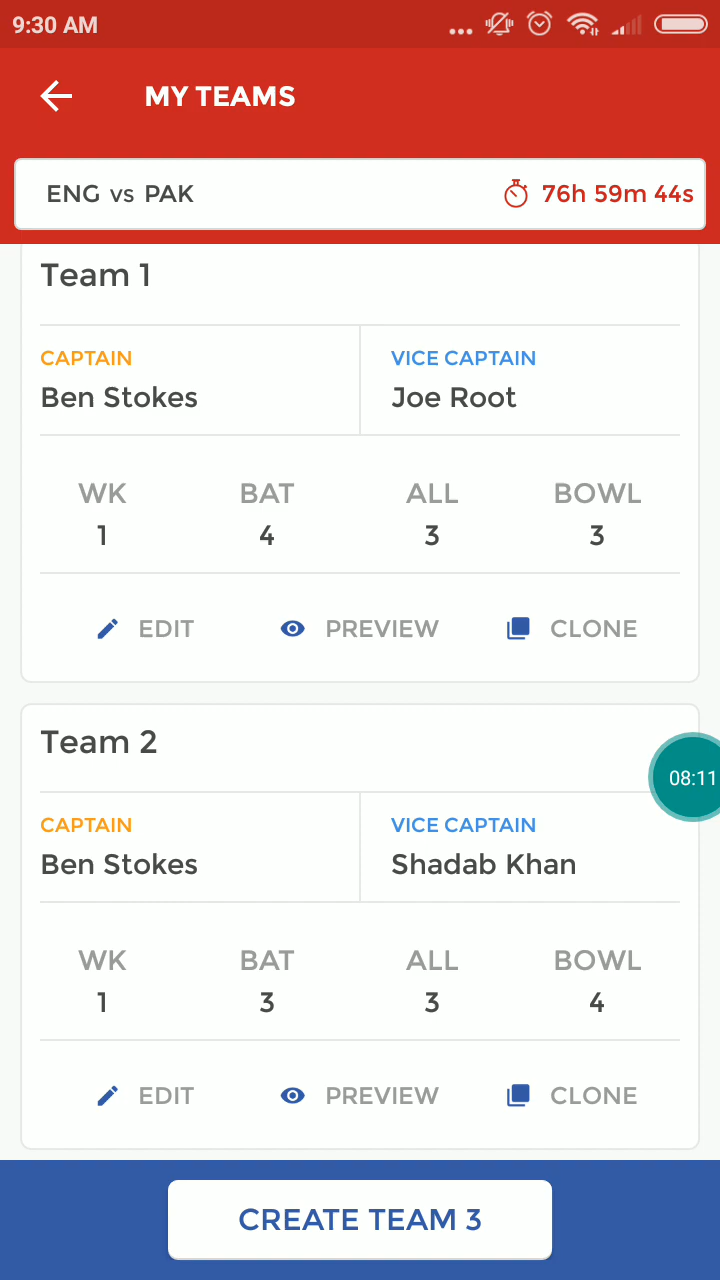 9:30 AM
MY TEAMS
ENG vs PAK 76h 59m 44s
Team 1
CAPTAIN VICE CAPTAIN
Ben Stokes Joe Root
WK BAT ALL BOWL
1 4 3 3
EDIT PREVIEW CLONE
Team 2
08:11
CAPTAIN VICE CAPTAIN
Ben Stokes Shadab Khan
WK BAT ALL BOWL
1 3 3 4
EDIT PREVIEW CLONE
CREATE TEAM 3